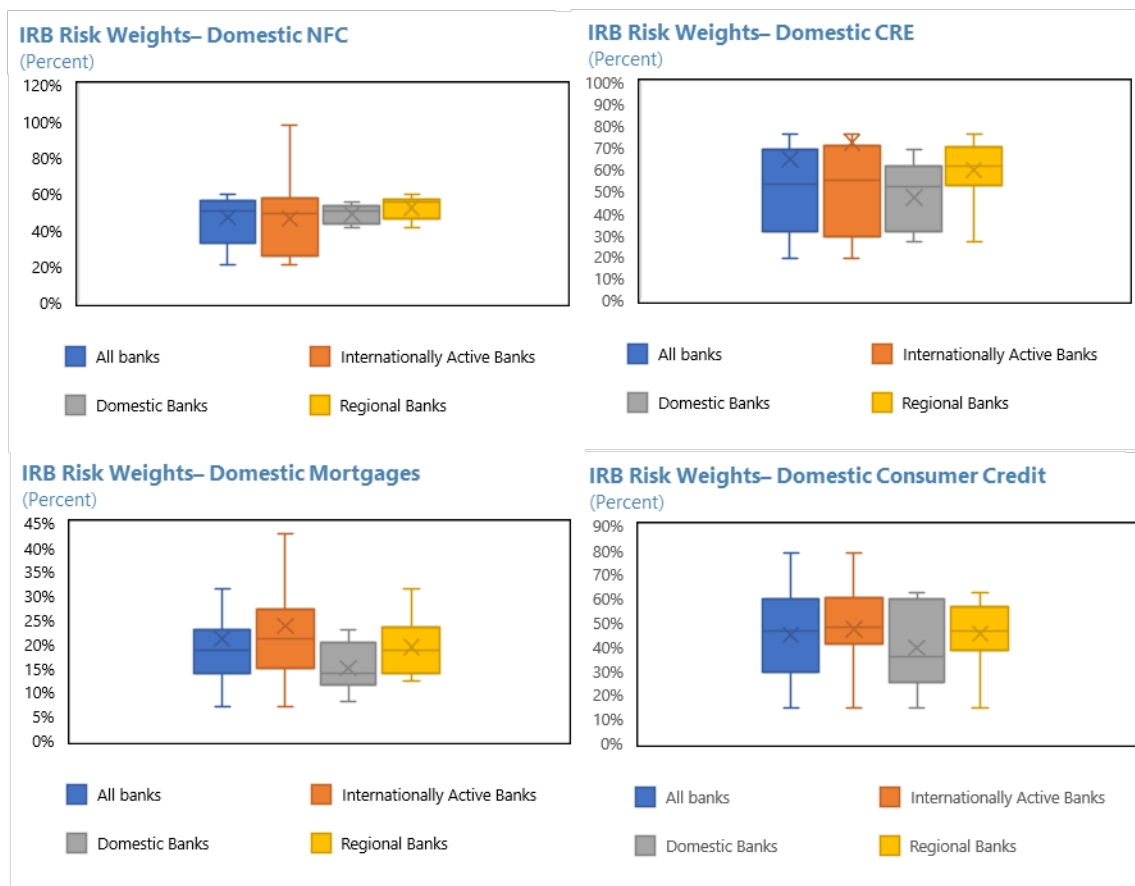 IRB Risk Weights– Domestic NFC
(Percent)
120%
100%
80%
60%
40%
20%
0%
All banks
Internationally Active Banks
Domestic Banks
Regional Banks
IRB Risk Weights– Domestic CRE
(Percent)
100%
90%
80%
70%
60%
50%
40%
30%
20%
10%
0%
All banks
Internationally Active Banks
Domestic Banks
Regional Banks
IRB Risk Weights– Domestic Mortgages
(Percent)
45%
40%
35%
30%
25%
20%
15%
10%
5%
0%
All banks
Internationally Active Banks
Domestic Banks
Regional Banks
IRB Risk Weights– Domestic Consumer Credit
(Percent)
90%
80%
70%
60%
50%
40%
30%
20%
10%
0%
All banks
Internationally Active Banks
Domestic Banks
Regional Banks